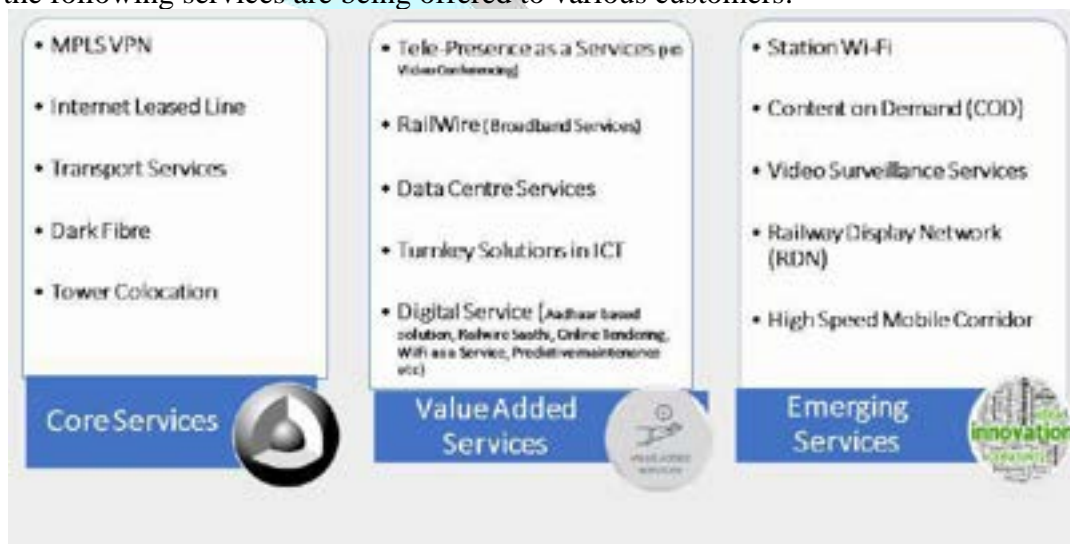 the following services are being offered to various customers:
• MPLS VPN
• Internet Leased Line
• Transport Services
• Dark Fibre
• Tower Colocation
Core Services
• Tele-Presence as a Services
Video Conferencing)
• RailWire (Broadband Services)
• Data Centre Services
• Turnkey Solutions in ICT
• Digital Service (Aadhaar based
solution, Railwire Saathi, Online Tendering,
WiFi as a Service, Predictive maintenance
etc)
Value Added
Services
VALUE ADDED
SERVICES
• Station Wi-Fi
• Content on Demand (COD)
• Video Surveillance Services
• Railway Display Network
(RDN)
• High Speed Mobile Corridor
Emerging
Services
innovation